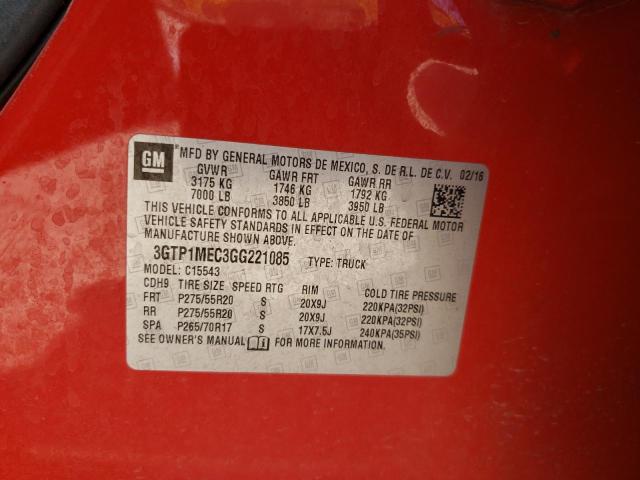 GM
MFD BY GENERAL MOTORS DE MEXICO, S. DE R.L. DE C.V. 02/16
GVWR GAWR FRT GAWR RR
3175 KG 1746 KG 1792 KG
7000 LB 3850 LB 3950 LB
THIS VEHICLE CONFORMS TO ALL APPLICABLE U.S. FEDERAL MOTOR
VEHICLE SAFETY STANDARDS IN EFFECT ON THE DATE OF
MANUFACTURE SHOWN ABOVE.
3GTP1MEC3GG221085 TYPE: TRUCK
MODEL: C15543
CDH9 TIRE SIZE SPEED RTG RIM COLD TIRE PRESSURE
FRT P275/55R20 S 20X9J 220KPA(32PSI)
RR P275/55R20 S 20X9J 220KPA(32PSI)
SPA P265/70R17 S 17X7.5J 240KPA(35PSI)
SEE OWNER'S MANUAL FOR MORE INFORMATION.